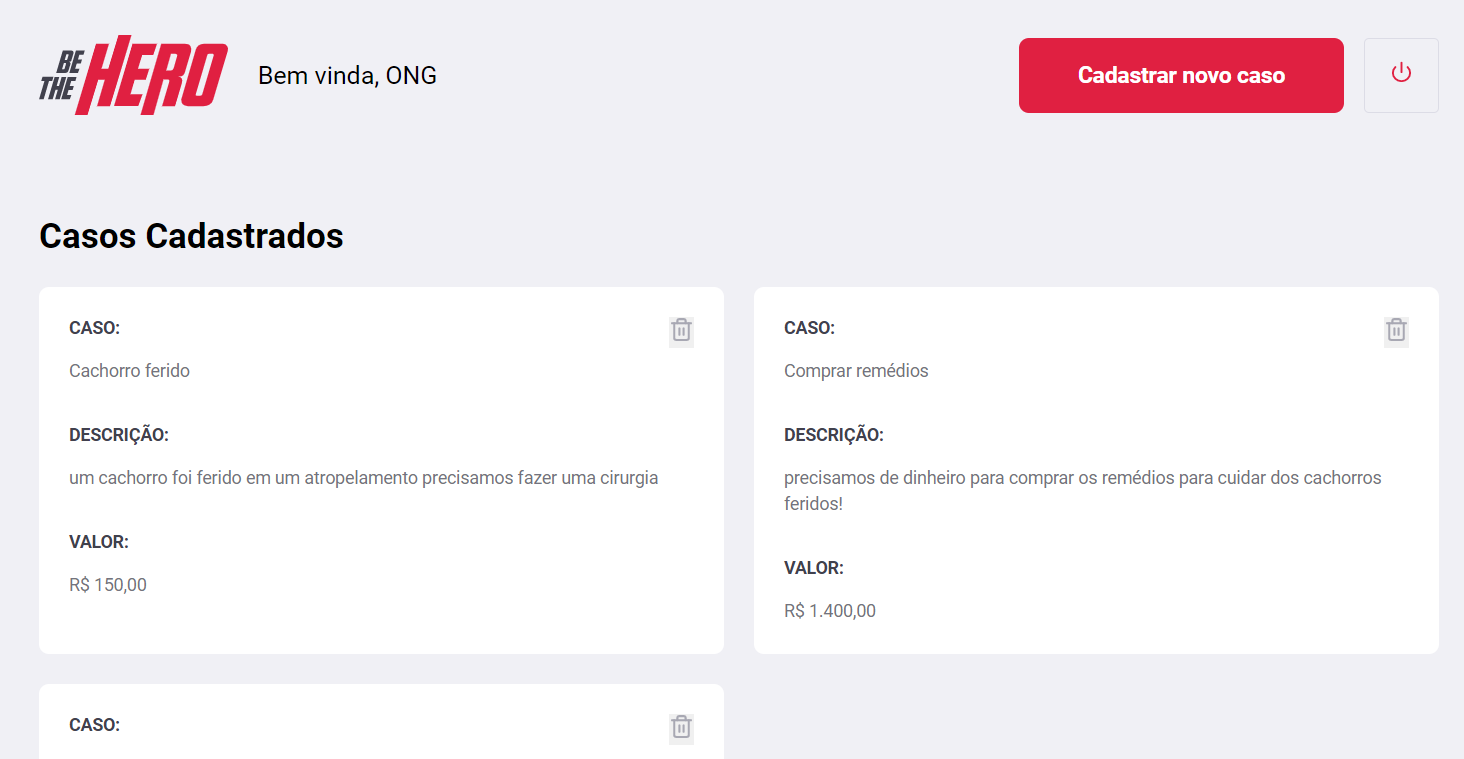 BE
THE
HERO
Bem vinda, ONG
Cadastrar novo caso
Casos Cadastrados
CASO:
Cachorro ferido
DESCRIÇÃO:
um cachorro foi ferido em um atropelamento precisamos fazer uma cirurgia
VALOR:
R$ 150,00
CASO:
Comprar remédios
DESCRIÇÃO:
precisamos de dinheiro para comprar os remédios para cuidar dos cachorros
feridos!
VALOR:
R$ 1.400,00
CASO: